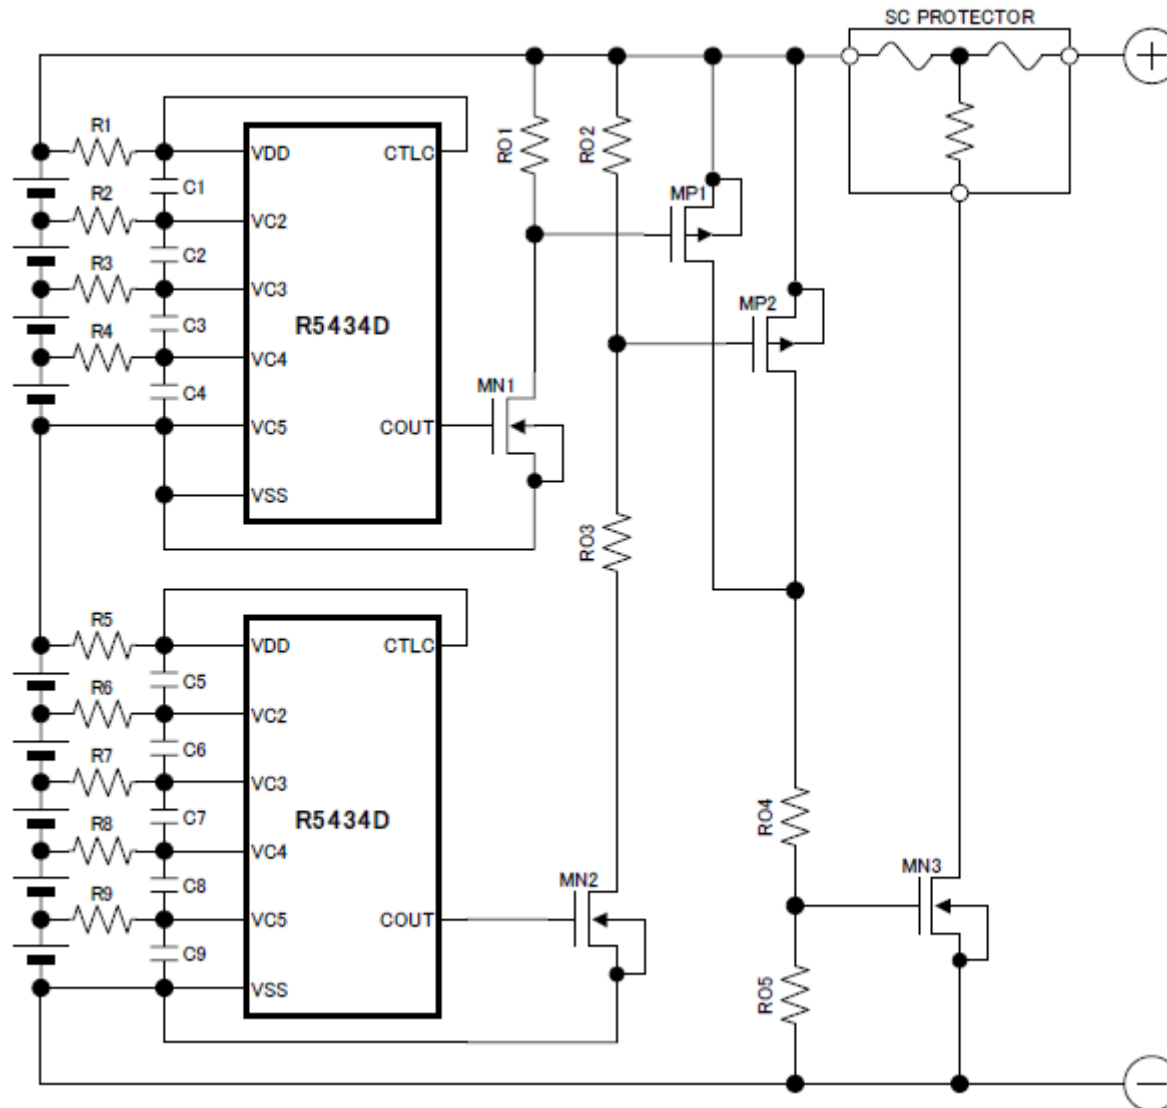 SC PROTECTOR
R1
VDD
CTLC
RO1
RO2
C1
R2
VC2
MP1
C2
R3
VC3
MP2
C3
R5434D
R4
VC4
C4
MN1
VC5
COUT
VSS
RO3
R5
VDD
CTLC
C5
R6
VC2
C6
R7
VC3
C7
R5434D
RO4
R8
VC4
C8
MN2
MN3
R9
VC5
COUT
C9
VSS
RO5